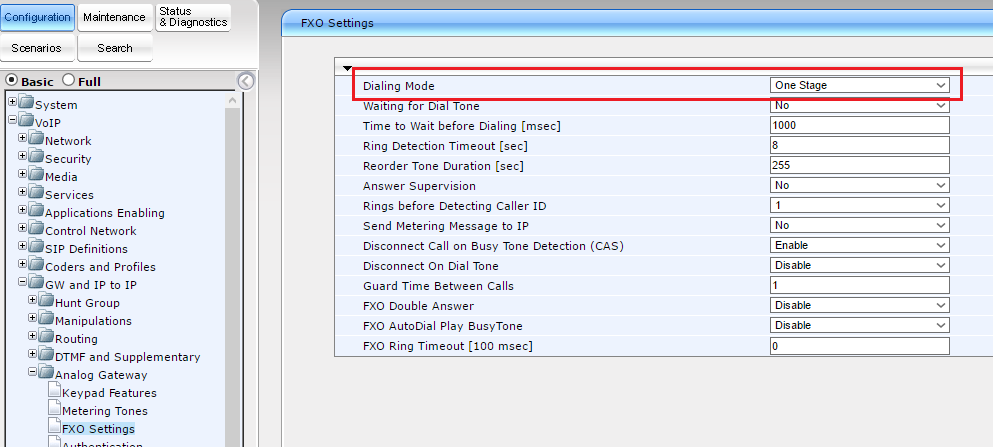 Configuration Maintenance Status & Diagnostics
Scenarios Search
Basic Full
System
VoIP
Network
Security
Media
Services
Applications Enabling
Control Network
SIP Definitions
Coders and Profiles
GW and IP to IP
Hunt Group
Manipulations
Routing
DTMF and Supplementary
Analog Gateway
Keypad Features
Metering Tones
FXO Settings
Authentication
FXO Settings
Dialing Mode One Stage
Waiting for Dial Tone No
Time to Wait before Dialing [msec] 1000
Ring Detection Timeout [sec] 8
Reorder Tone Duration [sec] 255
Answer Supervision No
Rings before Detecting Caller ID 1
Send Metering Message to IP No
Disconnect Call on Busy Tone Detection (CAS) Enable
Disconnect On Dial Tone Disable
Guard Time Between Calls 1
FXO Double Answer Disable
FXO AutoDial Play BusyTone Disable
FXO Ring Timeout [100 msec] 0